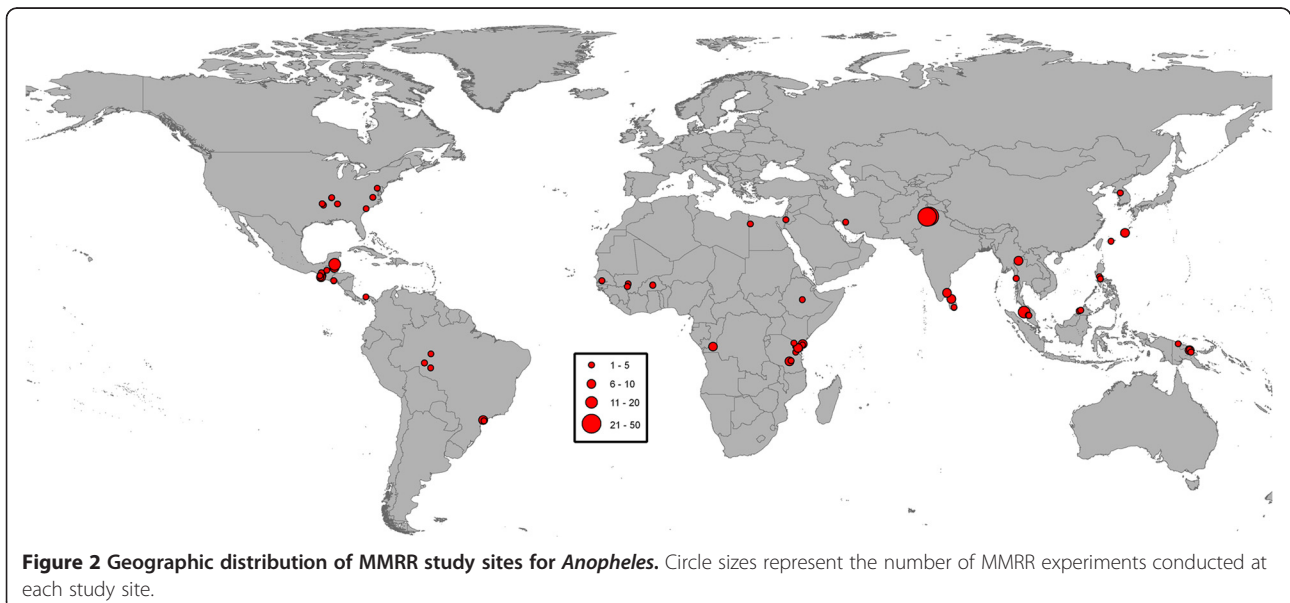 1 - 5
6 - 10
11 - 20
21 - 50
Figure 2 Geographic distribution of MMRR study sites for Anopheles. Circle sizes represent the number of MMRR experiments conducted at
each study site.